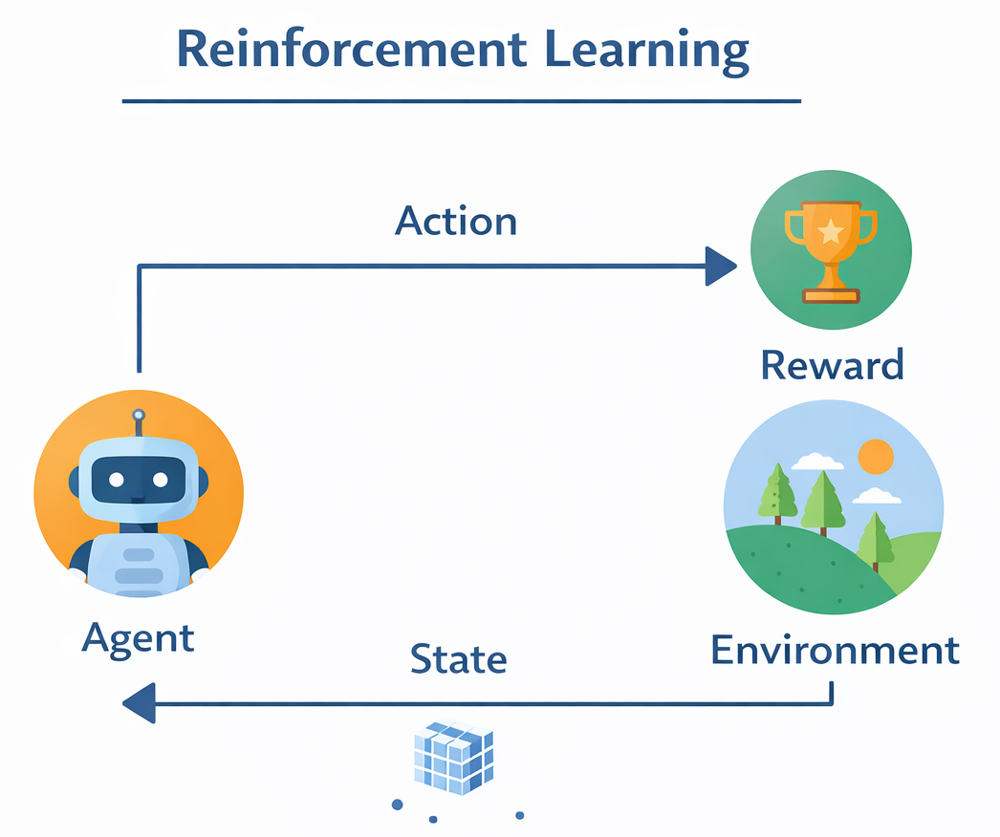 Reinforcement Learning
Action
Reward
Agent
Environment
State